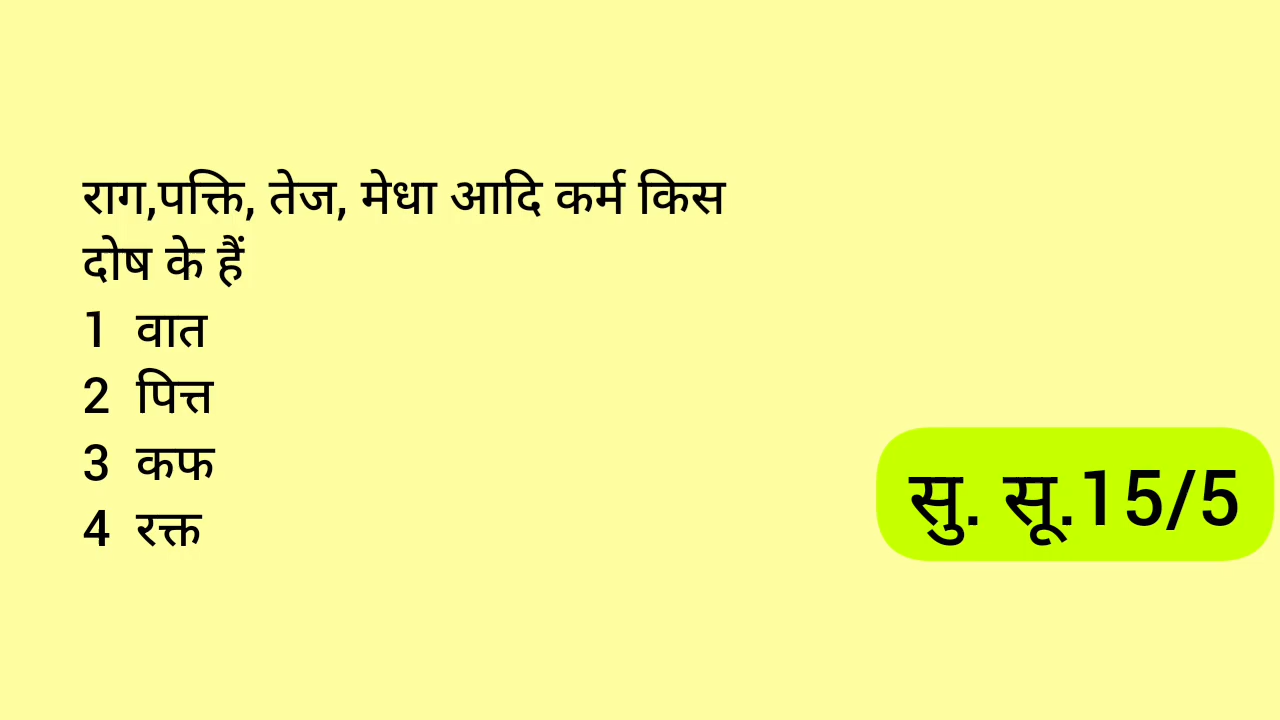 राग,पक्ति, तेज, मेधा आदि कर्म किस
दोष के हैं
1 वात
2 पित्त
3 कफ
4 रक्त
सु. सू.15/5